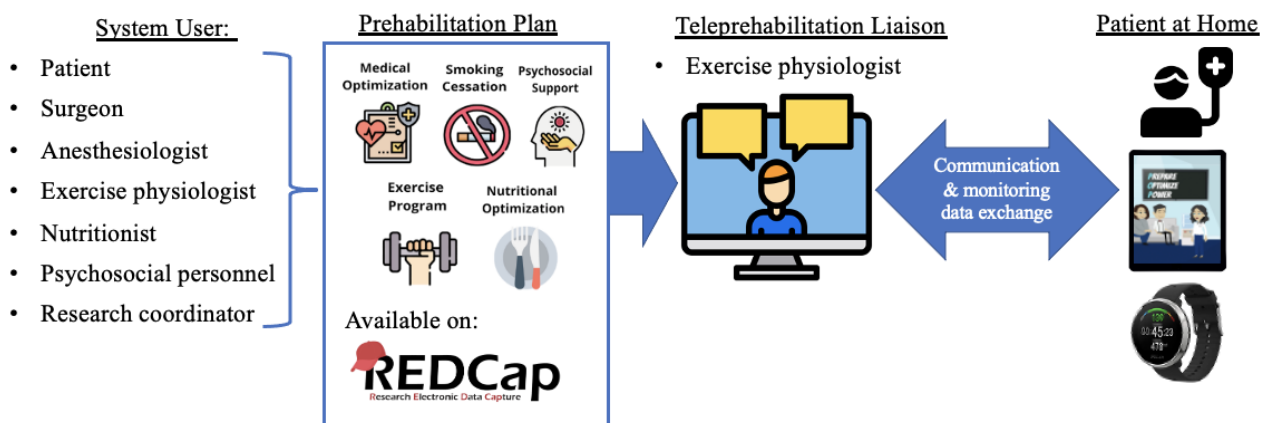 System User:
• Patient
• Surgeon
• Anesthesiologist
• Exercise physiologist
• Nutritionist
• Psychosocial personnel
• Research coordinator
Prehabilitation Plan
Medical
Optimization
Smoking
Cessation
Psychosocial
Support
Exercise
Program
Nutritional
Optimization
Available on:
REDCap
Research Electronic Data Capture
Teleprehabilitation Liaison
• Exercise physiologist
Communication
& monitoring
data exchange
Patient at Home
PREPARE
OPTIMIZE
POWER